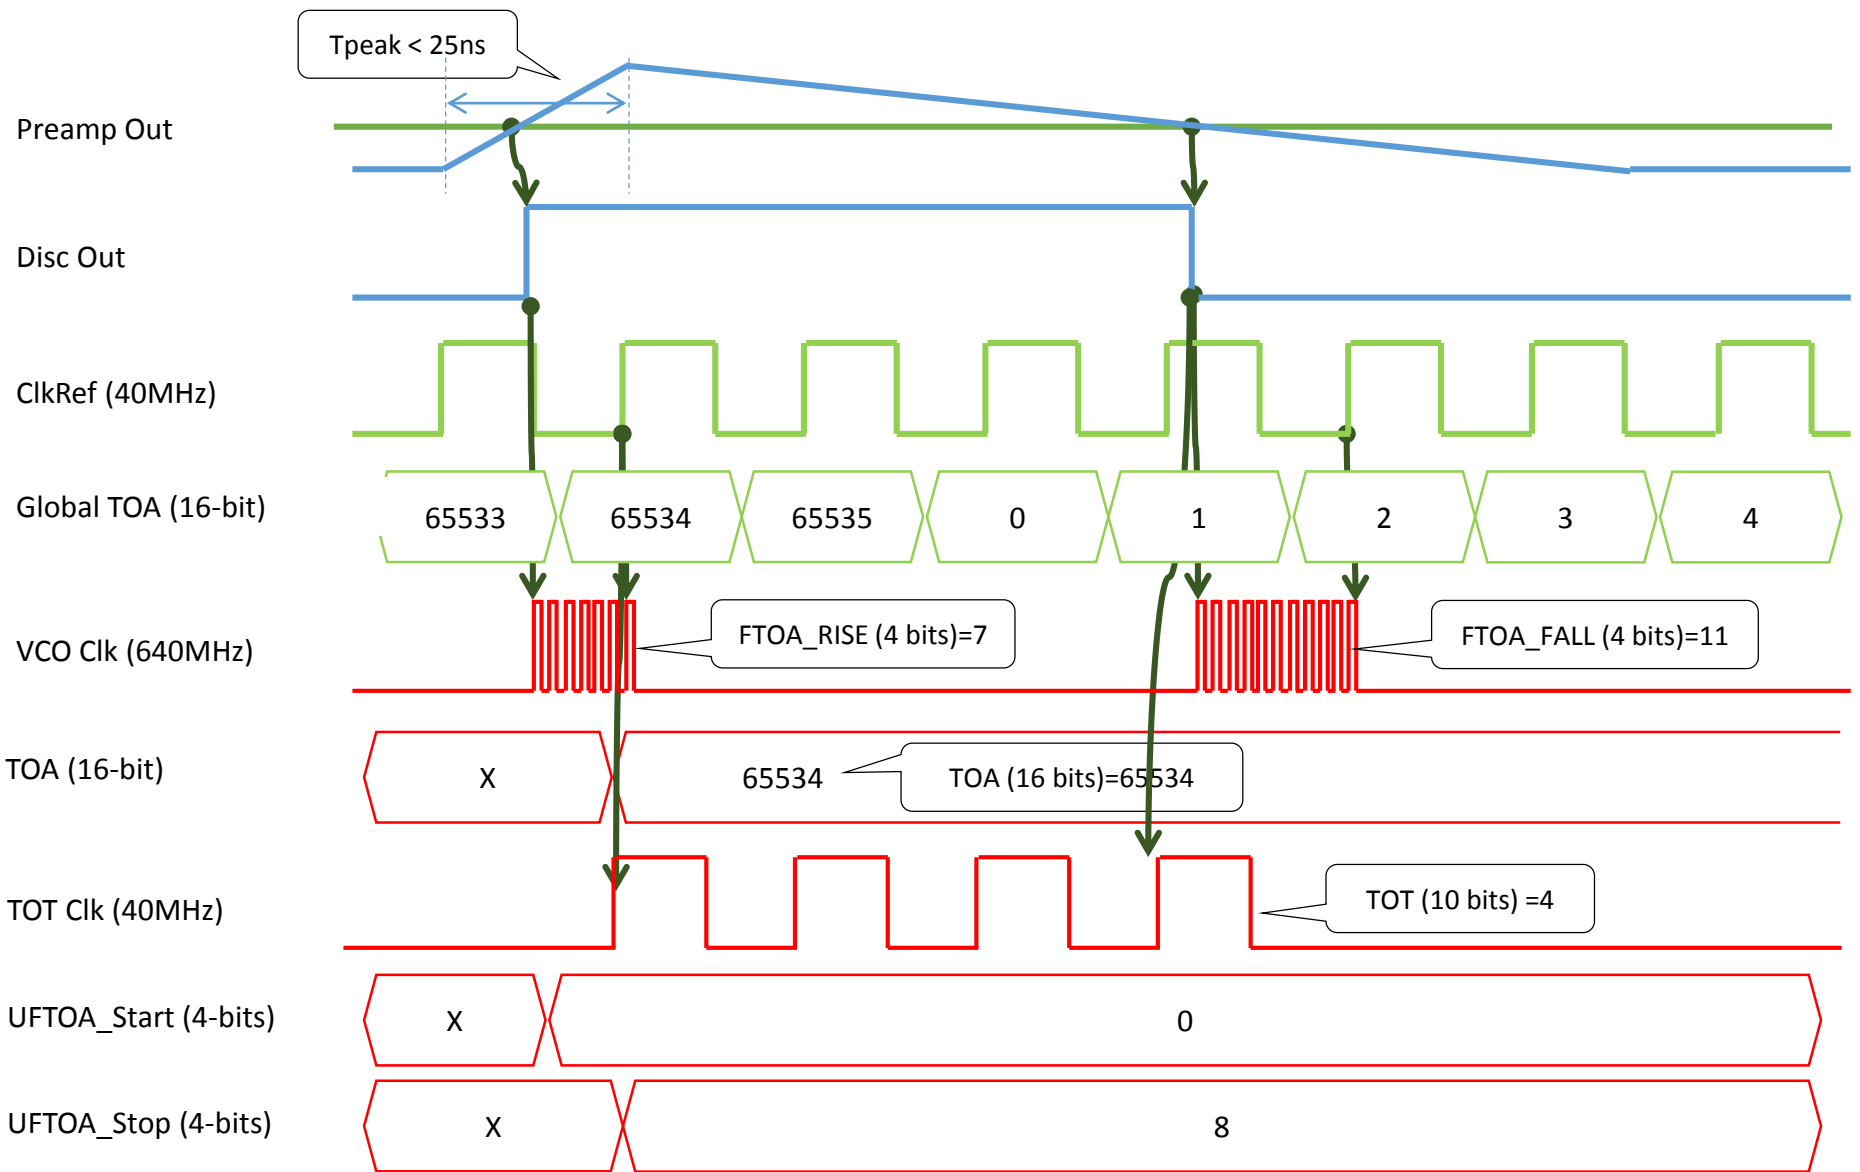 Tpeak < 25ns
Preamp Out
Disc Out
ClkRef (40MHz)
Global TOA (16-bit)
65533 65534 65535 0 1 2 3 4
VCO Clk (640MHz)
FTOA_RISE (4 bits)=7
FTOA_FALL (4 bits)=11
TOA (16-bit)
X
65534
TOA (16 bits)=65534
TOT Clk (40MHz)
TOT (10 bits) =4
UFTOA_Start (4-bits)
X
0
UFTOA_Stop (4-bits)
X
8